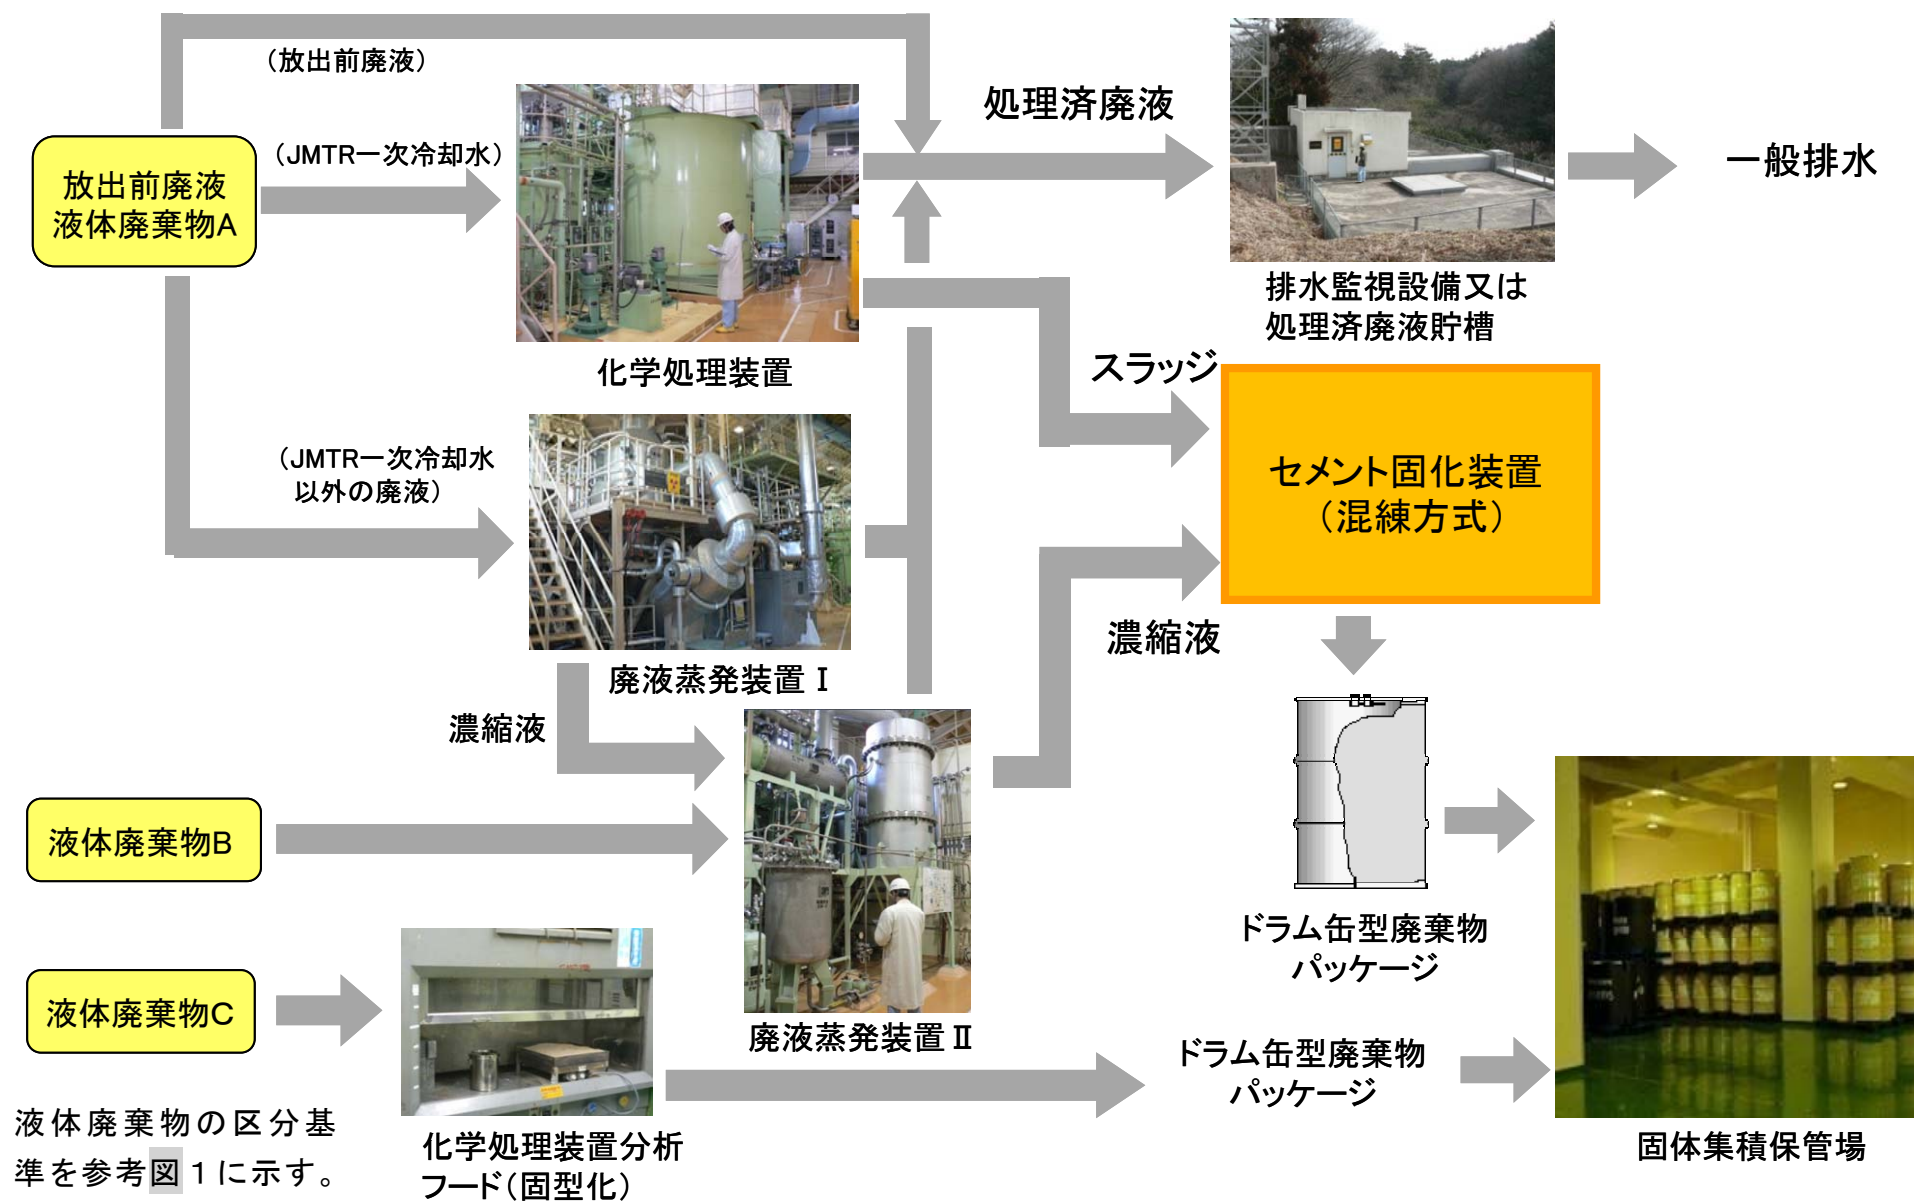 （放出前廃液）
処理済廃液
放出前廃液
液体廃棄物A
（JMTR一次冷却水）
一般排水
化学処理装置
排水監視設備又は
処理済廃液貯槽
スラッジ
（JMTR一次冷却水
以外の廃液）
セメント固化装置
（混練方式）
廃液蒸発装置Ⅰ
濃縮液
濃縮液
液体廃棄物B
廃液蒸発装置Ⅱ
ドラム缶型廃棄物
パッケージ
液体廃棄物C
化学処理装置分析
フード（固型化）
ドラム缶型廃棄物
パッケージ
固体集積保管場
液体廃棄物の区分基
準を参考図１に示す。